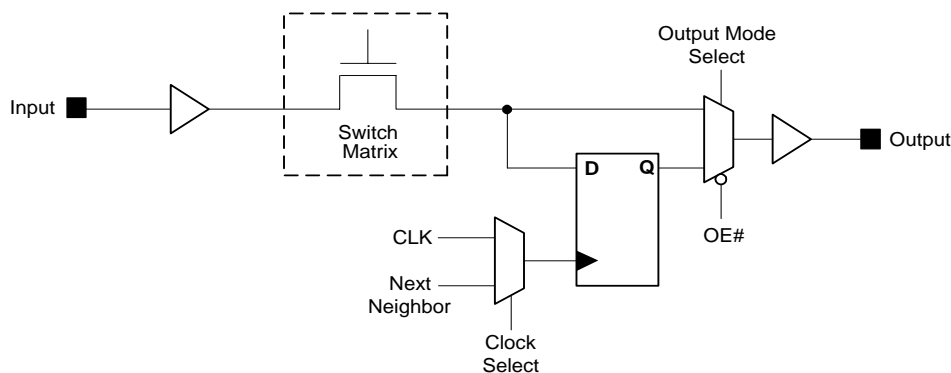 Output Mode
Select
Input
Switch
Matrix
Output
D
Q
CLK
OE#
Next
Neighbor
Clock
Select